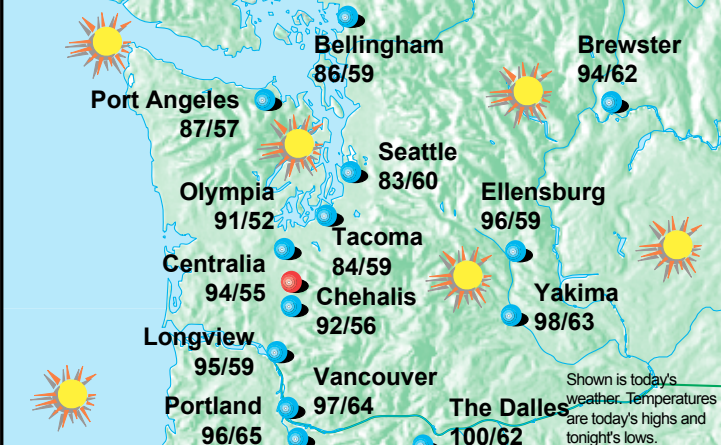 Bellingham
86/59
Brewster
94/62
Port Angeles
87/57
Seattle
83/60
Olympia
91/52
Ellensburg
96/59
Tacoma
84/59
Centralia
94/55
Chehalis
92/56
Yakima
98/63
Longview
95/59
Vancouver
97/64
Portland
96/65
The Dalles
100/62
Shown is today's
weather. Temperatures
are today's highs and
tonight's lows.